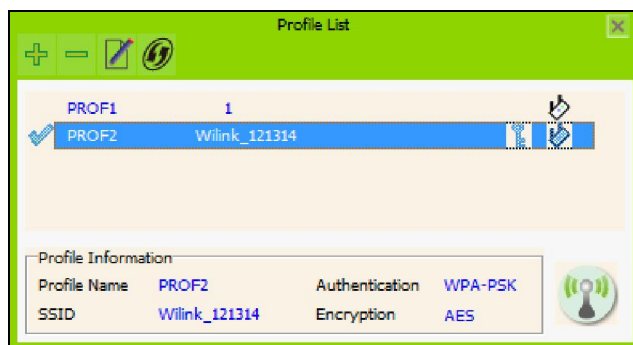 Profile List
PROF1 1
PROF2 Wilink_121314
Profile Information
Profile Name PROF2 Authentication WPA-PSK
SSID Wilink_121314 Encryption AES